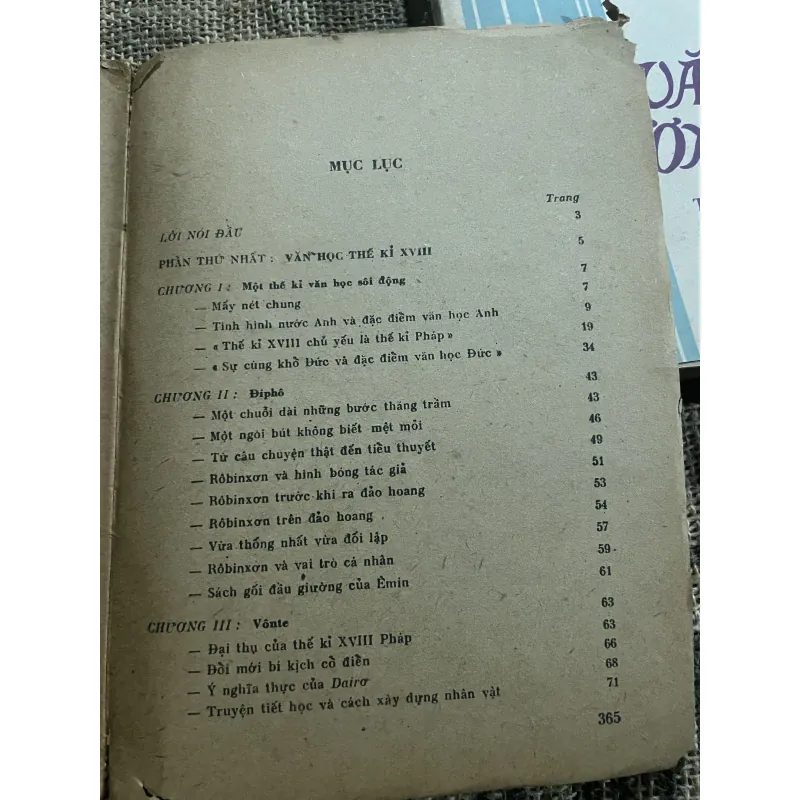 MỤC LỤC
Trang
LỜI NÓI ĐẦU 3
PHẦN THỨ NHẤT : VĂN HỌC THẾ KỈ XVIII 5
CHƯƠNG I : Một thế kỉ văn học sôi động 7
— Mấy nét chung 7
— Tình hình nước Anh và đặc điểm văn học Anh 9
— « Thế kỉ XVIII chủ yếu là thế kỉ Pháp » 19
— « Sự cùng khổ Đức và đặc điểm văn học Đức » 34
CHƯƠNG II : Điphô 43
— Một chuỗi dài những bước thăng trầm 43
— Một ngòi bút không biết mệt mỏi 46
— Từ câu chuyện thật đến tiểu thuyết 49
— Rôbinxơn và hình bóng tác giả 51
— Rôbinxơn trước khi ra đảo hoang 53
— Rôbinxơn trên đảo hoang 54
— Vừa thống nhất vừa đối lập 57
— Rôbinxơn và vai trò cá nhân 59
— Sách gối đầu giường của Êmin 61
CHƯƠNG III : Vônte 63
— Đại thụ của thế kỉ XVIII Pháp 63
— Đổi mới bi kịch cổ điển 66
— Ý nghĩa thực của Dairơ 68
— Truyện tiết học và cách xây dựng nhân vật 71
365